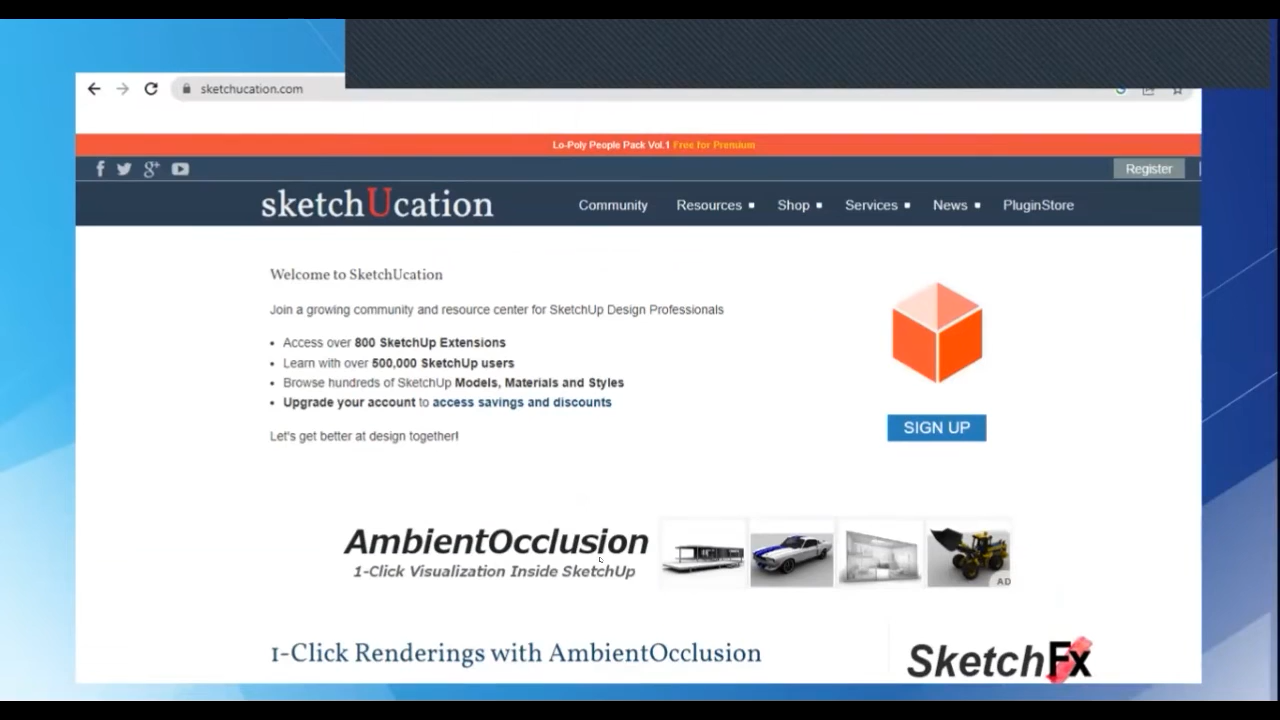 sketchucation.com
Lo-Poly People Pack Vol.1 Free for Premium
Register
sketchUcation
Community Resources Shop Services News PluginStore
Welcome to SketchUcation
Join a growing community and resource center for SketchUp Design Professionals
• Access over 800 SketchUp Extensions
• Learn with over 500,000 SketchUp users
• Browse hundreds of SketchUp Models, Materials and Styles
• Upgrade your account to access savings and discounts
Let's get better at design together!
SIGN UP
AmbientOcclusion
1-Click Visualization Inside SketchUp
AD
1-Click Renderings with AmbientOcclusion
SketchFx